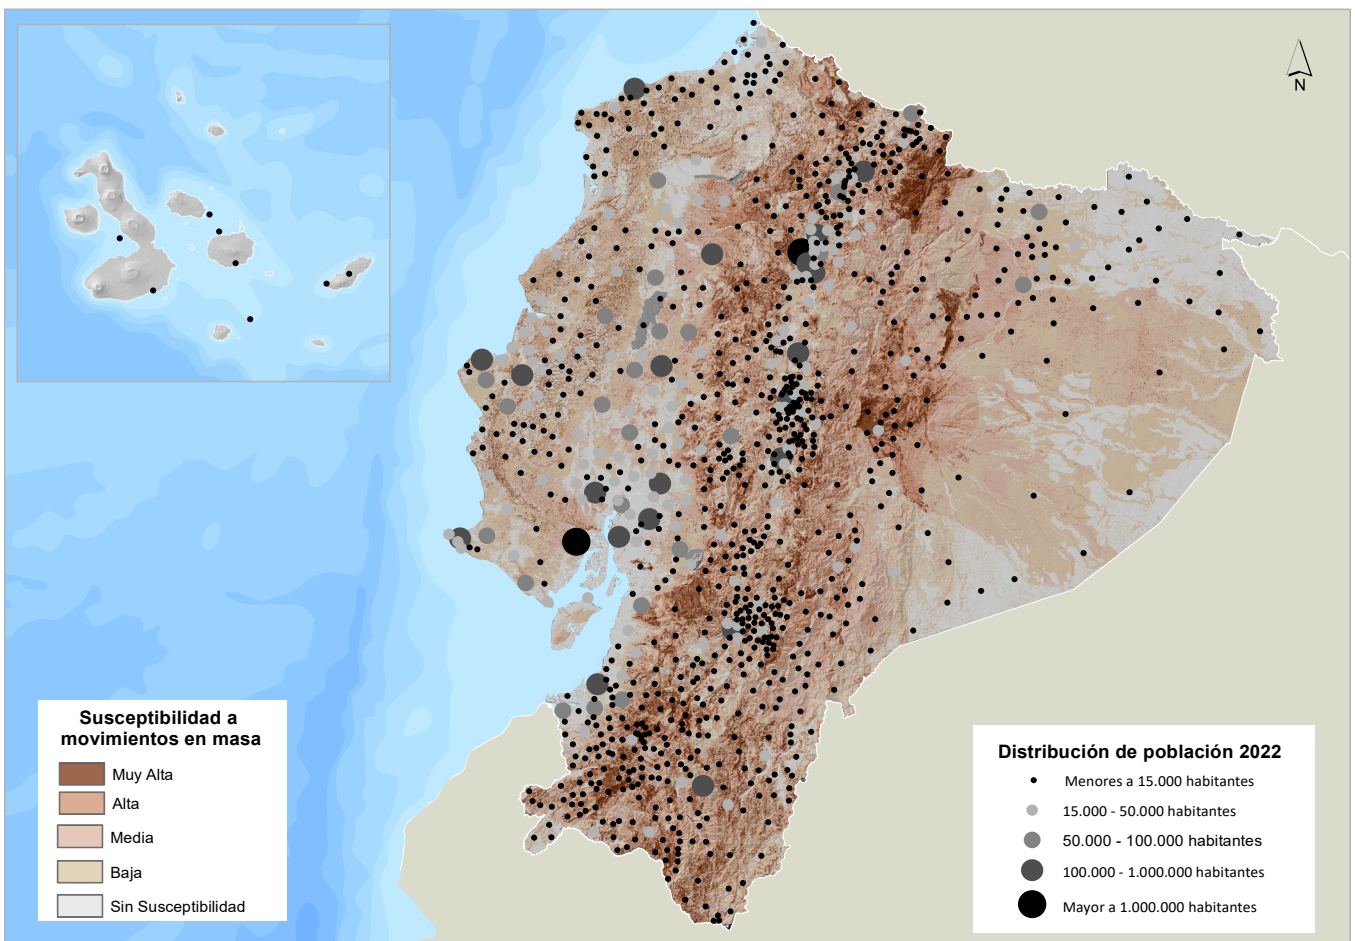 N
Susceptibilidad a
movimientos en masa
Muy Alta
Alta
Media
Baja
Sin Susceptibilidad
Distribución de población 2022
Menores a 15.000 habitantes
15.000 - 50.000 habitantes
50.000 - 100.000 habitantes
100.000 - 1.000.000 habitantes
Mayor a 1.000.000 habitantes